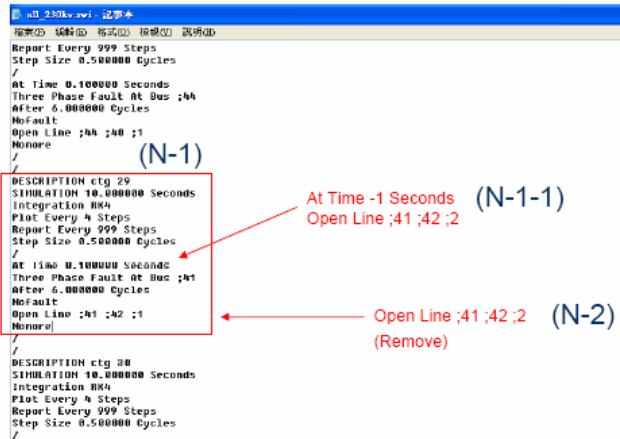 all_230kv.swi - 記事本
檔案(F) 編輯(E) 格式(O) 檢視(V) 說明(H)
Report Every 999 Steps
Step Size 0.500000 Cycles
/
At Time 0.100000 Seconds
Three Phase Fault At Bus ;44
After 6.000000 Cycles
Nofault
Open Line ;44 ;40 ;1
Nomore
/
(N-1)
/
DESCRIPTION ctg 29
SIMULATION 10.000000 Seconds
Integration RK4
Plot Every 4 Steps
Report Every 999 Steps
Step Size 0.500000 Cycles
/
At Time 0.100000 Seconds
Three Phase Fault At Bus ;41
After 6.000000 Cycles
Nofault
Open Line ;41 ;42 ;1
Nomore
/
/
DESCRIPTION ctg 30
SIMULATION 10.000000 Seconds
Integration RK4
Plot Every 4 Steps
Report Every 999 Steps
Step Size 0.500000 Cycles
/
At Time -1 Seconds
Open Line ;41 ;42 ;2
(N-1-1)
Open Line ;41 ;42 ;2
(Remove)
(N-2)